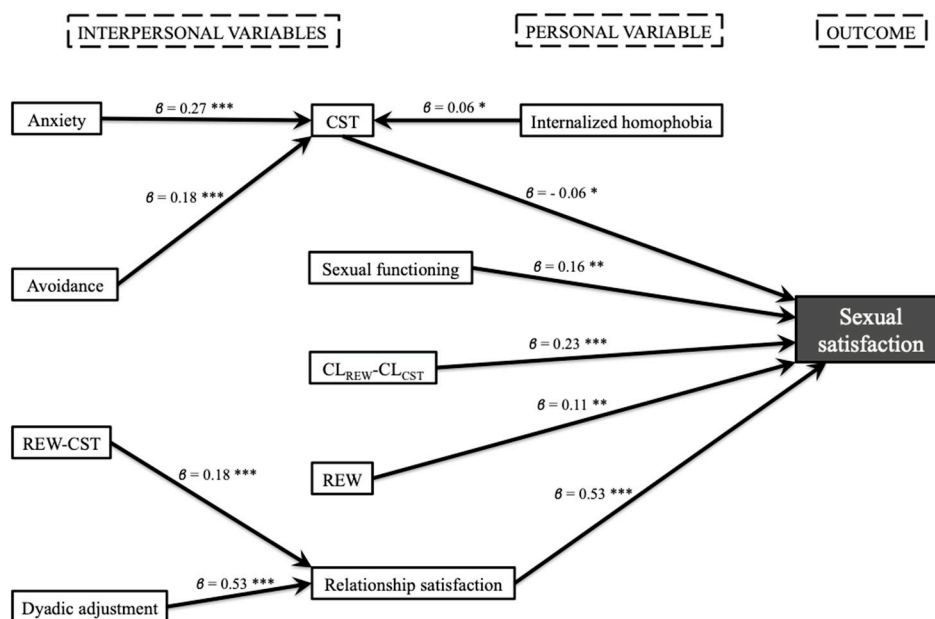 INTERPERSONAL VARIABLES
PERSONAL VARIABLE
OUTCOME
Anxiety
β = 0.27 ***
CST
β = 0.06 *
Internalized homophobia
β = 0.18 ***
β = - 0.06 *
Avoidance
Sexual functioning
β = 0.16 **
Sexual
satisfaction
CL_REW-CL_CST
β = 0.23 ***
β = 0.11 **
REW-CST
β = 0.18 ***
REW
β = 0.53 ***
Dyadic adjustment
β = 0.53 ***
Relationship satisfaction